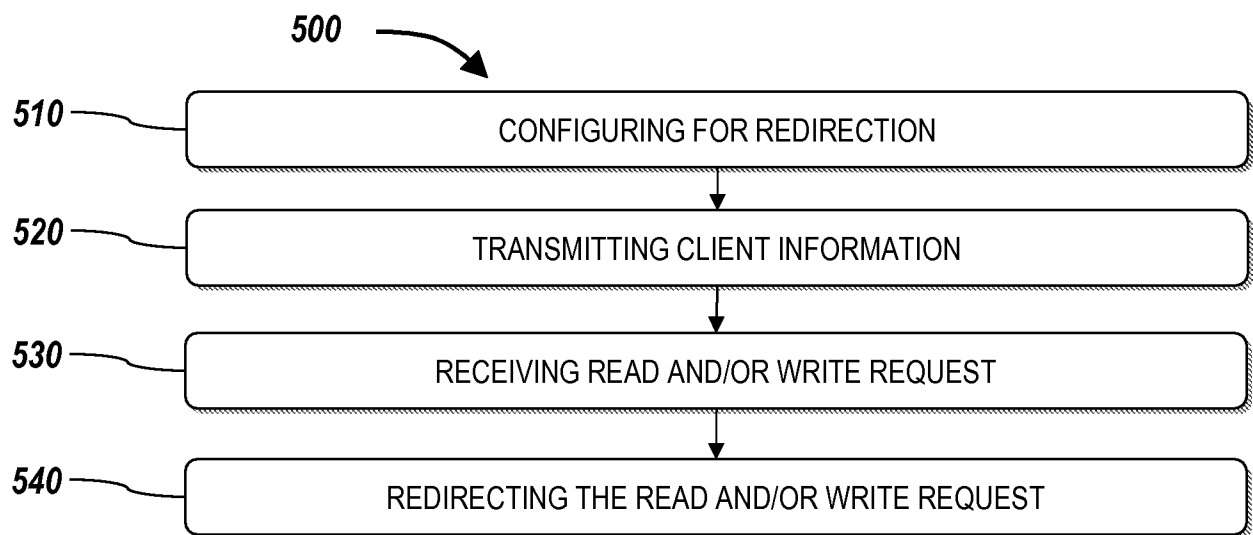 500
510
CONFIGURING FOR REDIRECTION
520
TRANSMITTING CLIENT INFORMATION
530
RECEIVING READ AND/OR WRITE REQUEST
540
REDIRECTING THE READ AND/OR WRITE REQUEST